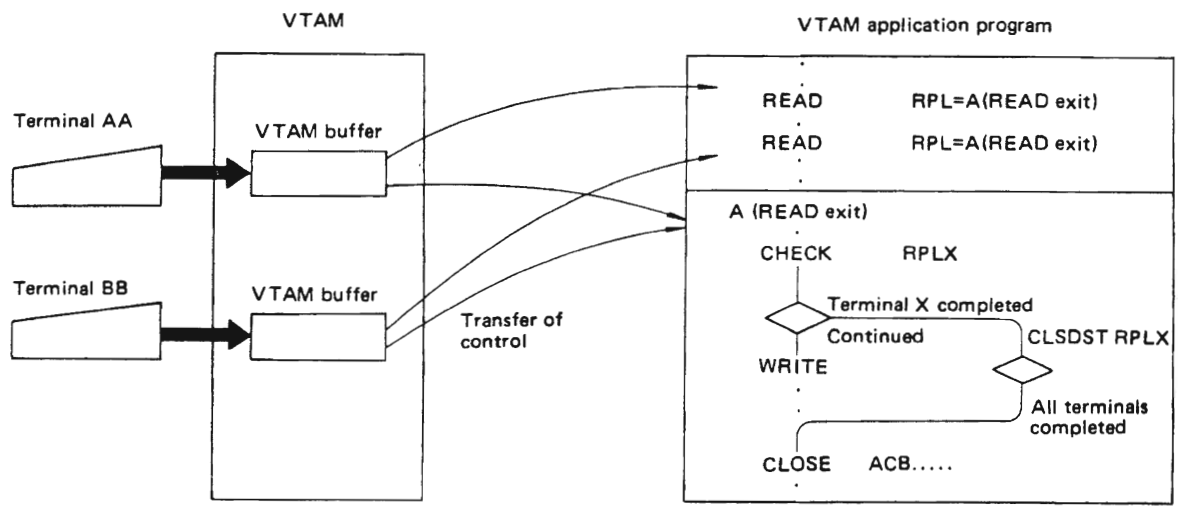 VTAM
VTAM application program
Terminal AA
VTAM buffer
READ RPL=A(READ exit)
READ RPL=A(READ exit)
A (READ exit)
CHECK RPLX
Terminal BB
VTAM buffer
Transfer of
control
Terminal X completed
Continued
CLSDST RPLX
WRITE
All terminals
completed
CLOSE ACB.....